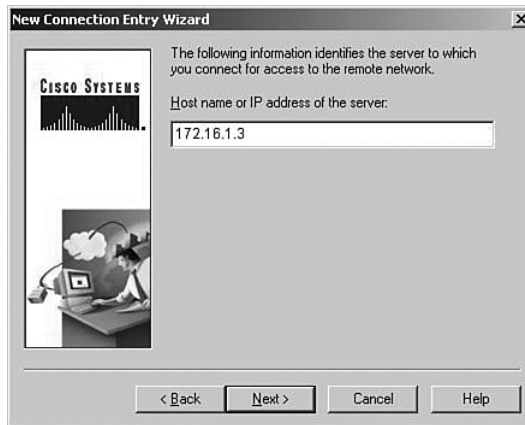 New Connection Entry Wizard
CISCO SYSTEMS
The following information identifies the server to which
you connect for access to the remote network.
Host name or IP address of the server:
172.16.1.3
< Back
Next >
Cancel
Help